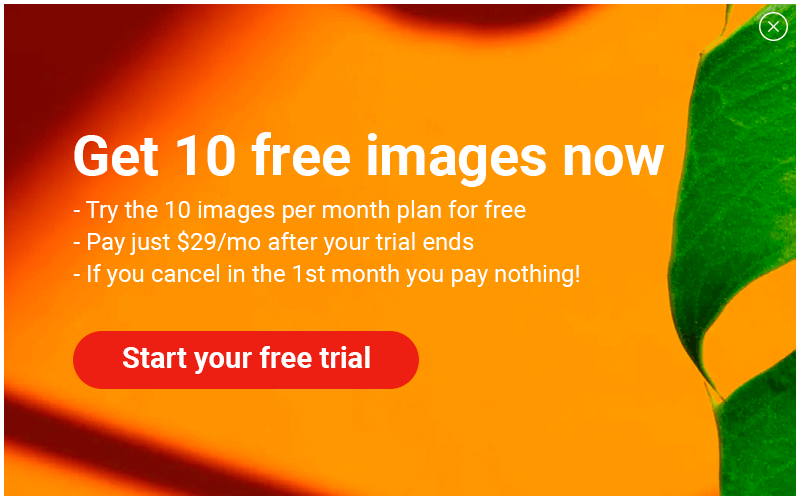 Get 10 free images now
- Try the 10 images per month plan for free
- Pay just $29/mo after your trial ends
- If you cancel in the 1st month you pay nothing!
Start your free trial